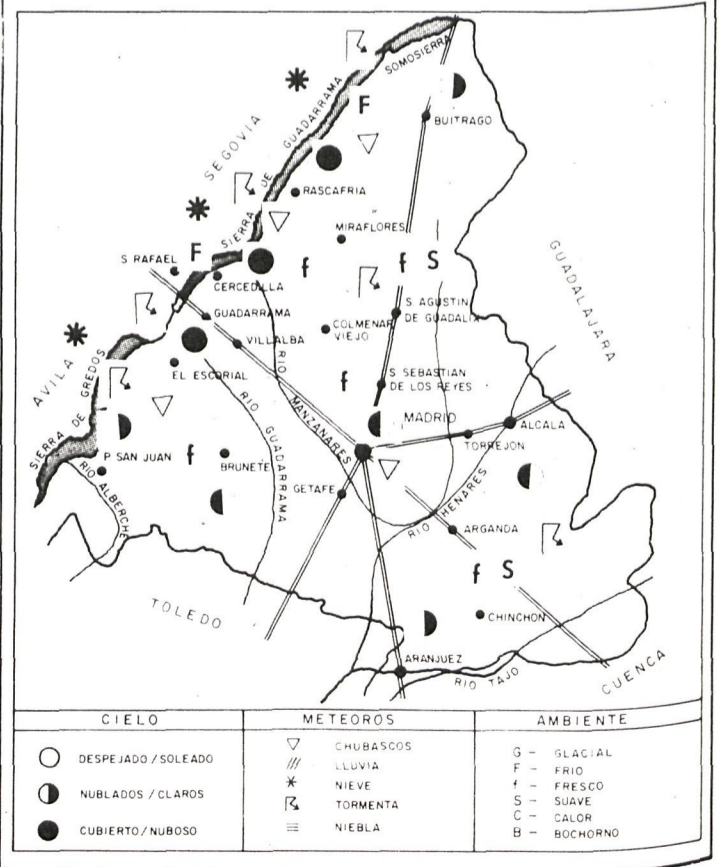 SOMOSIERRA
F
BUITRAGO
SEGOVIA
SIERRA DE GUADARRAMA
RASCAFRIA
MIRAFLORES
S RAFAEL
F
f
f S
CERCEDILLA
GUADARRAMA
S. AGUSTIN
DE GUADALIX
GUADALAJARA
COLMENAR
VIEJO
VILLALBA
AVILA
EL ESCORIAL
f
S SEBASTIAN
DE LOS REYES
SIERRA DE GREDOS
RIO MANZANARES
RIO GUADARRAMA
MADRID
ALCALA
TORREJON
P SAN JUAN
f
BRUNETE
RIO ALBERCHE
GETAFE
RIO HENARES
ARGANDA
f S
TOLEDO
CHINCHON
ARANJUEZ
RIO TAJO
CUENCA
CIELO
DESPEJADO / SOLEADO
NUBLADOS / CLAROS
CUBIERTO/NUBOSO
METEOROS
CHUBASCOS
LLUVIA
NIEVE
TORMENTA
NIEBLA
AMBIENTE
G - GLACIAL
F - FRIO
f - FRESCO
S - SUAVE
C - CALOR
B - BOCHORNO